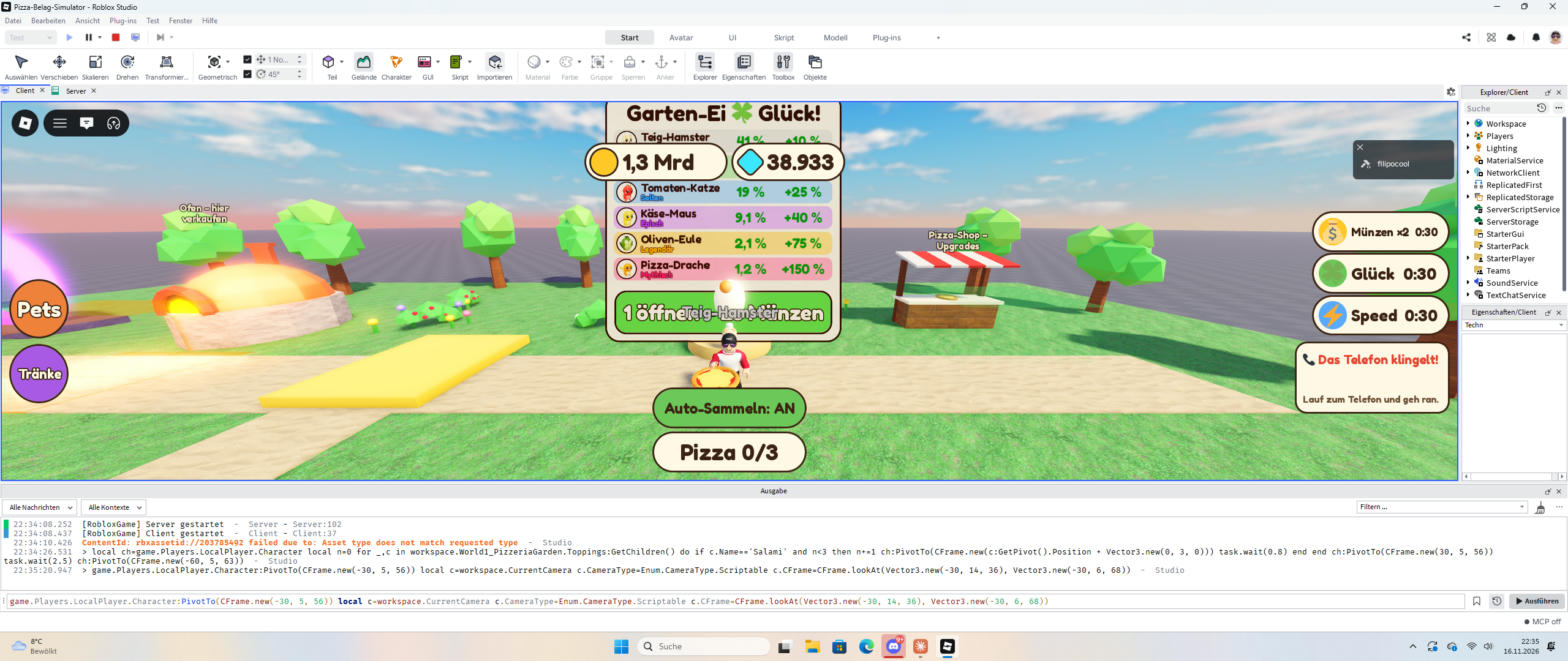 Pizza-Belag-Simulator - Roblox Studio
Datei Bearbeiten Ansicht Plug-ins Test Fenster Hilfe
Test
Start Avatar UI Skript Modell Plug-ins +
Auswählen Verschieben Skalieren Drehen Transformier... Geometrisch 1 No... 45° Teil Gelände Charakter GUI Skript Importieren Material Farbe Gruppe Sperren Anker Explorer Eigenschaften Toolbox Objekte
Client Server
Garten-Ei Glück!
Teig-Hamster 41 % +10 %
1,3 Mrd 38.933
Tomaten-Katze 19 % +25 %
Selten
Käse-Maus 9,1 % +40 %
Episch
Oliven-Eule 2,1 % +75 %
Legendär
Pizza-Drache 1,2 % +150 %
Mythisch
Teig-Hamster
Ofen - hier
verkaufen
Pizza-Shop -
Upgrades
Pets
Tränke
filipocool
$ Münzen ×2 0:30
Glück 0:30
Speed 0:30
Das Telefon klingelt!
Lauf zum Telefon und geh ran.
Auto-Sammeln: AN
Pizza 0/3
Explorer/Client
Suche
Workspace
Players
Lighting
MaterialService
NetworkClient
ReplicatedFirst
ReplicatedStorage
ServerScriptService
ServerStorage
StarterGui
StarterPack
StarterPlayer
Teams
SoundService
TextChatService
Eigenschaften/Client
Techn
Ausgabe
Alle Nachrichten Alle Kontexte Filtern ...
22:34:08.252 [RobloxGame] Server gestartet - Server - Server:102
22:34:08.437 [RobloxGame] Client gestartet - Client - Client:37
22:34:10.426 ContentId: rbxassetid://203785492 failed due to: Asset type does not match requested type - Studio
22:34:26.531 > local ch=game.Players.LocalPlayer.Character local n=0 for _,c in workspace.World1_PizzeriaGarden.Toppings:GetChildren() do if c.Name=='Salami' and n<3 then n+=1 ch:PivotTo(CFrame.new(c:GetPivot().Position + Vector3.new(0, 3, 0))) task.wait(0.8) end end ch:PivotTo(CFrame.new(30, 5, 56))
task.wait(2.5) ch:PivotTo(CFrame.new(-60, 5, 63)) - Studio
22:35:20.947 > game.Players.LocalPlayer.Character:PivotTo(CFrame.new(-30, 5, 56)) local c=workspace.CurrentCamera c.CameraType=Enum.CameraType.Scriptable c.CFrame=CFrame.lookAt(Vector3.new(-30, 14, 36), Vector3.new(-30, 6, 68)) - Studio
game.Players.LocalPlayer.Character:PivotTo(CFrame.new(-30, 5, 56)) local c=workspace.CurrentCamera c.CameraType=Enum.CameraType.Scriptable c.CFrame=CFrame.lookAt(Vector3.new(-30, 14, 36), Vector3.new(-30, 6, 68))
Ausführen
MCP off
8°C
Bewölkt
Suche
9+
22:35
16.11.2026